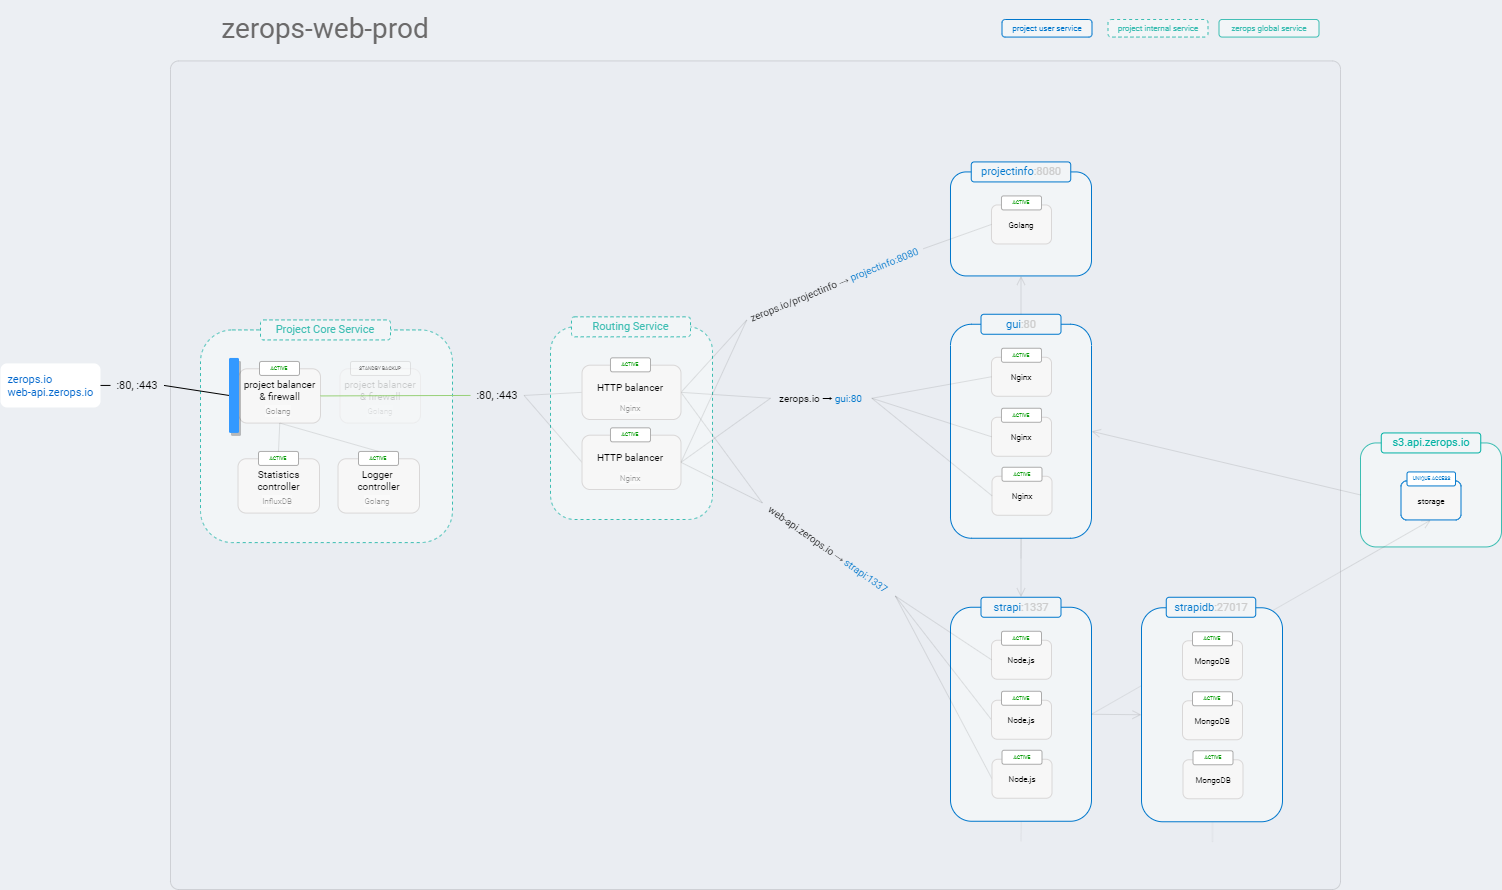 zerops-web-prod
project user service
project internal service
zerops global service
zerops.io
web-api.zerops.io
:80, :443
Project Core Service
ACTIVE
project balancer
& firewall
Golang
STANDBY BACKUP
project balancer
& firewall
Golang
ACTIVE
Statistics
controller
InfluxDB
ACTIVE
Logger
controller
Golang
:80, :443
Routing Service
ACTIVE
HTTP balancer
Nginx
ACTIVE
HTTP balancer
Nginx
zerops.io/projectinfo → projectinfo:8080
zerops.io → gui:80
web-api.zerops.io → strapi:1337
projectinfo:8080
ACTIVE
Golang
gui:80
ACTIVE
Nginx
ACTIVE
Nginx
ACTIVE
Nginx
strapi:1337
ACTIVE
Node.js
ACTIVE
Node.js
ACTIVE
Node.js
strapidb:27017
ACTIVE
MongoDB
ACTIVE
MongoDB
ACTIVE
MongoDB
s3.api.zerops.io
UNIQUE ACCESS
storage